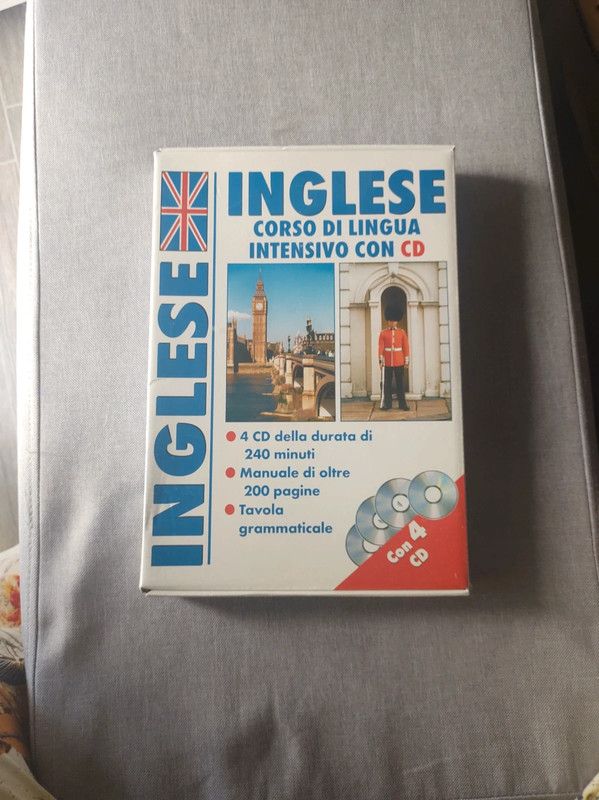 INGLESE
INGLESE
CORSO DI LINGUA
INTENSIVO CON CD
4 CD della durata di
240 minuti
Manuale di oltre
200 pagine
Tavola
grammaticale
Con 4
CD